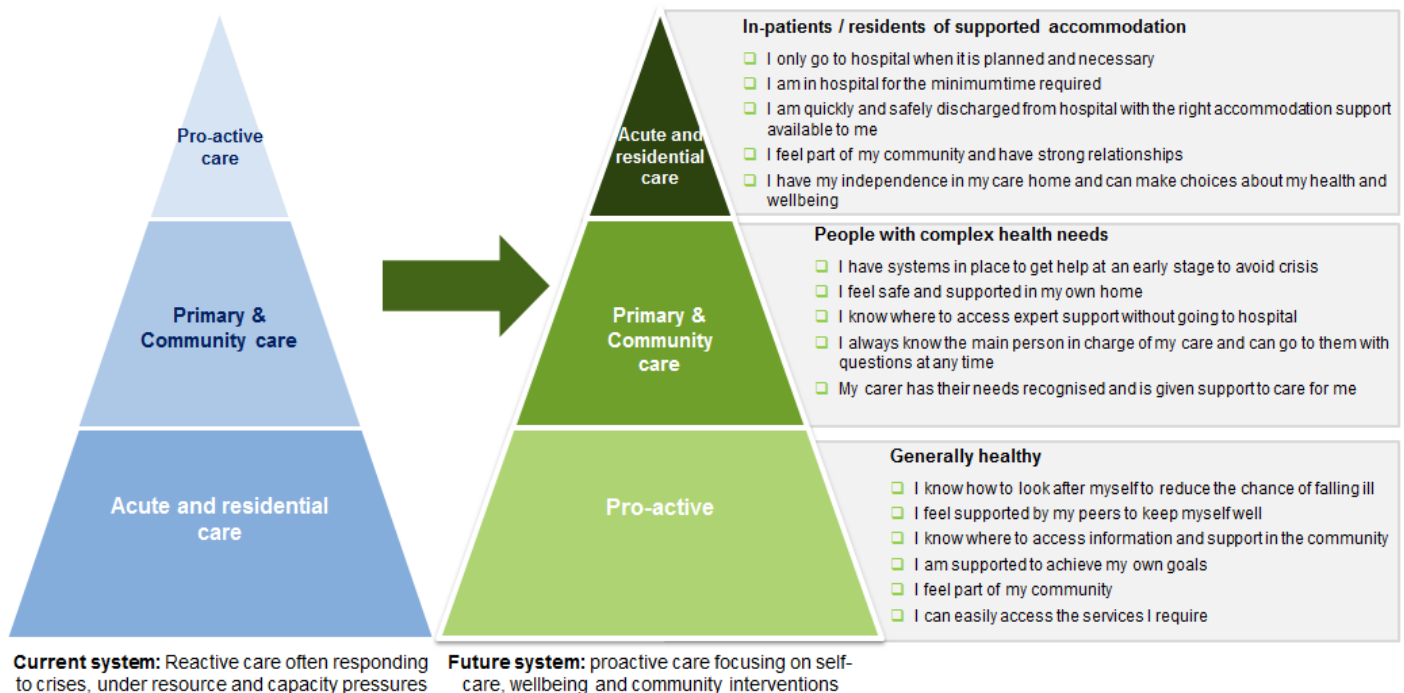 Pro-active
care
Primary &
Community care
Acute and residential
care
Current system: Reactive care often responding
to crises, under resource and capacity pressures
Acute and
residential
care
Primary &
Community
care
Pro-active
Future system: proactive care focusing on self-
care, wellbeing and community interventions
In-patients / residents of supported accommodation
I only go to hospital when it is planned and necessary
I am in hospital for the minimum time required
I am quickly and safely discharged from hospital with the right accommodation support
available to me
I feel part of my community and have strong relationships
I have my independence in my care home and can make choices about my health and
wellbeing
People with complex health needs
I have systems in place to get help at an early stage to avoid crisis
I feel safe and supported in my own home
I know where to access expert support without going to hospital
I always know the main person in charge of my care and can go to them with
questions at any time
My carer has their needs recognised and is given support to care for me
Generally healthy
I know how to look after myself to reduce the chance of falling ill
I feel supported by my peers to keep myself well
I know where to access information and support in the community
I am supported to achieve my own goals
I feel part of my community
I can easily access the services I require